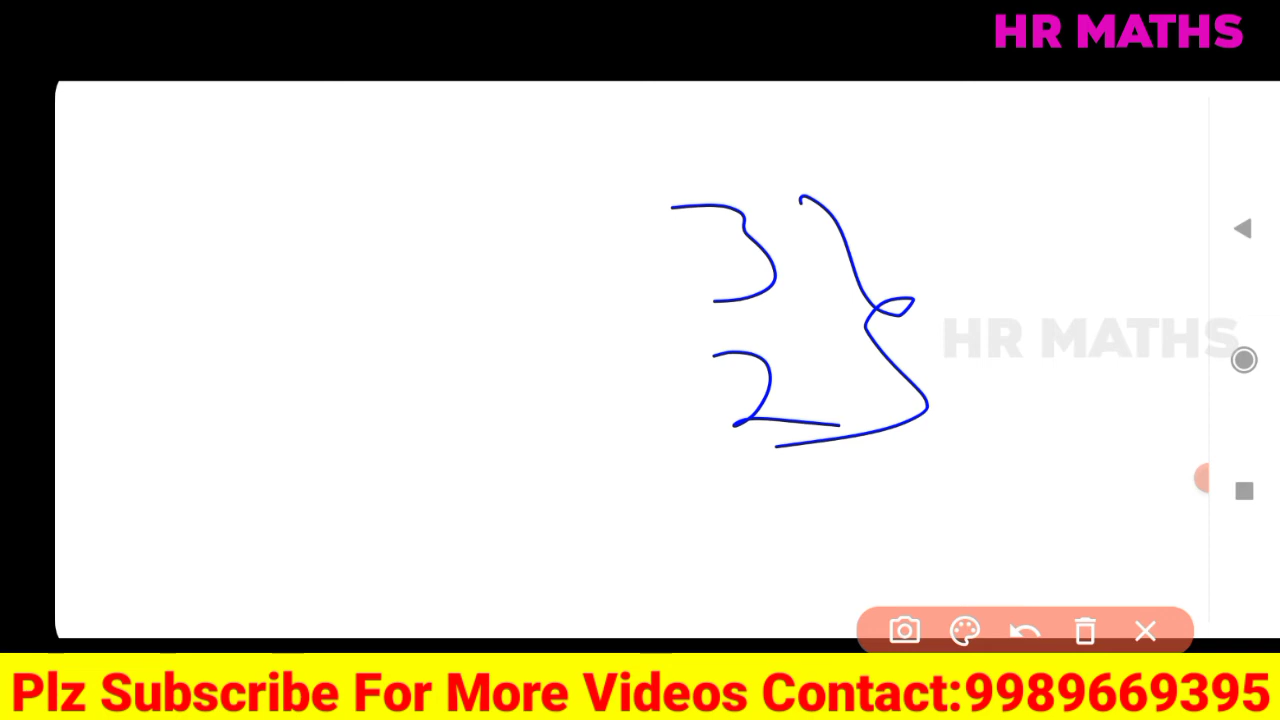 HR MATHS
3
HR MATHS
2
Plz Subscribe For More Videos Contact:9989669395